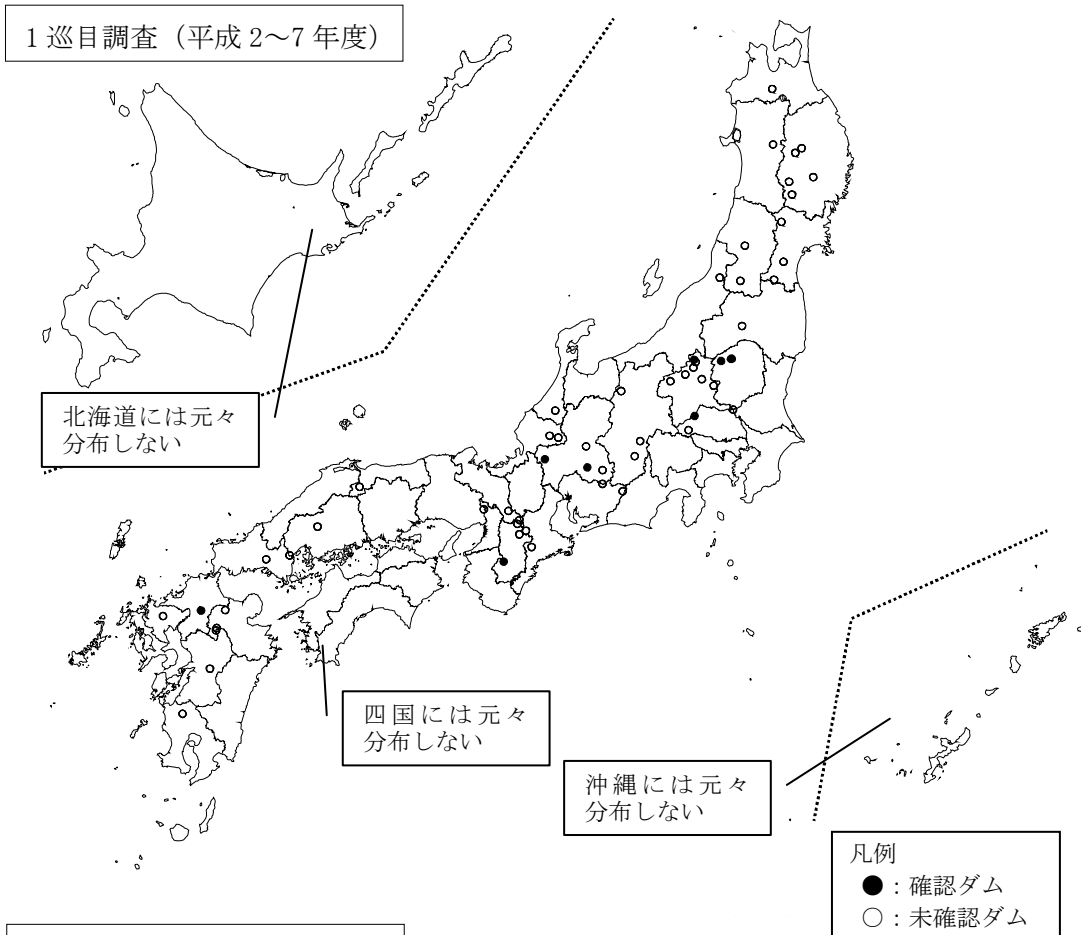 1 巡目調査（平成 2～7 年度）
北海道には元々
分布しない
四国には元々
分布しない
沖縄には元々
分布しない
凡例
●：確認ダム
○：未確認ダム